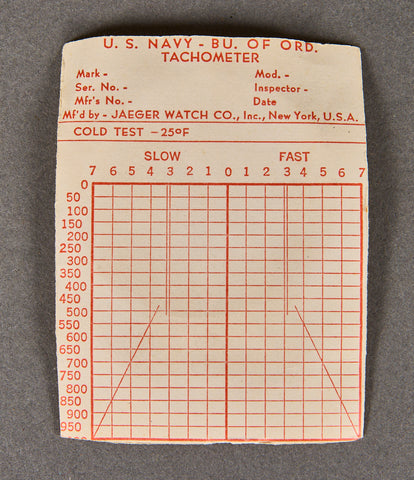 U. S. NAVY - BU. OF ORD.
TACHOMETER
Mark - Mod. -
Ser. No. - Inspector -
Mfr's No. - Date
Mf'd by - JAEGER WATCH CO., Inc., New York, U.S.A.
COLD TEST -25ºF
SLOW FAST
7 6 5 4 3 2 1 0 1 2 3 4 5 6 7
0
50
100
150
200
250
300
350
400
450
500
550
600
650
700
750
800
850
900
950